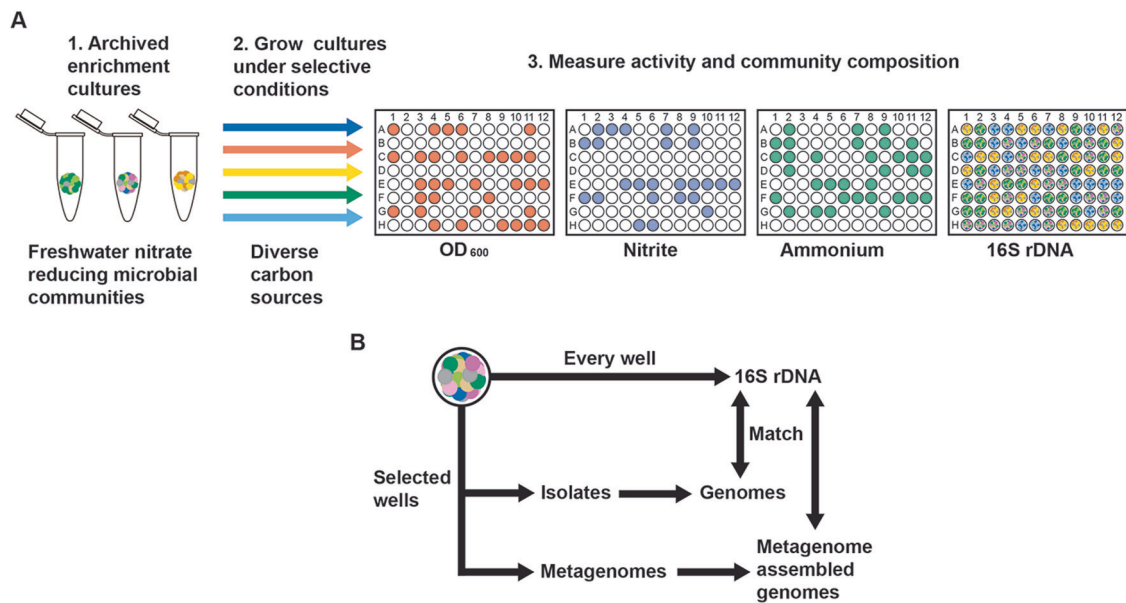 A
1. Archived
enrichment
cultures
2. Grow cultures
under selective
conditions
3. Measure activity and community composition
1 2 3 4 5 6 7 8 9 10 11 12
A
B
C
D
E
F
G
H
1 2 3 4 5 6 7 8 9 10 11 12
A
B
C
D
E
F
G
H
1 2 3 4 5 6 7 8 9 10 11 12
A
B
C
D
E
F
G
H
1 2 3 4 5 6 7 8 9 10 11 12
A
B
C
D
E
F
G
H
Freshwater nitrate
reducing microbial
communities
Diverse
carbon
sources
OD 600
Nitrite
Ammonium
16S rDNA
B
Every well
16S rDNA
Match
Selected
wells
Isolates
Genomes
Metagenomes
Metagenome
assembled
genomes